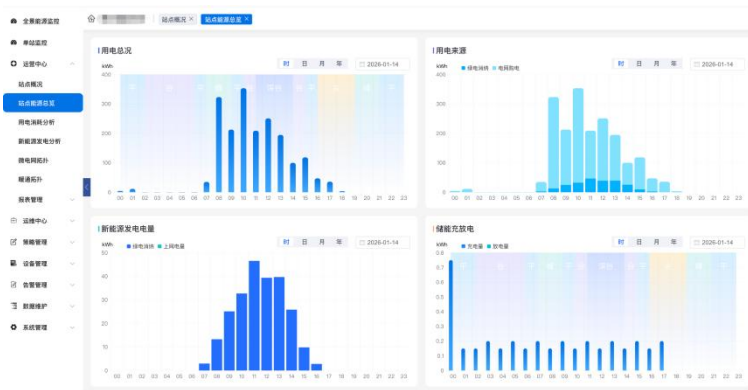 全景能源监控
单站监控
运营中心
站点概况
站点能源总览
用电消耗分析
新能源发电分析
微电网拓扑
暖通拓扑
报表管理
运维中心
策略管理
设备管理
告警管理
数据维护
系统管理
站点概况 × 站点能源总览 ×
用电总况
时 日 月 年 2026-01-14
kWh
400
300
200
100
0
00 01 02 03 04 05 06 07 08 09 10 11 12 13 14 15 16 17 18 19 20 21 22 23
用电来源
时 日 月 年 2026-01-14
kWh 绿电消纳 电网购电
400
300
200
100
0
00 01 02 03 04 05 06 07 08 09 10 11 12 13 14 15 16 17 18 19 20 21 22 23
新能源发电电量
时 日 月 年 2026-01-14
kWh 绿电消纳 上网电量
50
40
30
20
10
0
00 01 02 03 04 05 06 07 08 09 10 11 12 13 14 15 16 17 18 19 20 21 22 23
储能充放电
时 日 月 年 2026-01-14
kWh 充电量 放电量
0.8
0.7
0.6
0.5
0.4
0.3
0.2
0.1
0
00 01 02 03 04 05 06 07 08 09 10 11 12 13 14 15 16 17 18 19 20 21 22 23